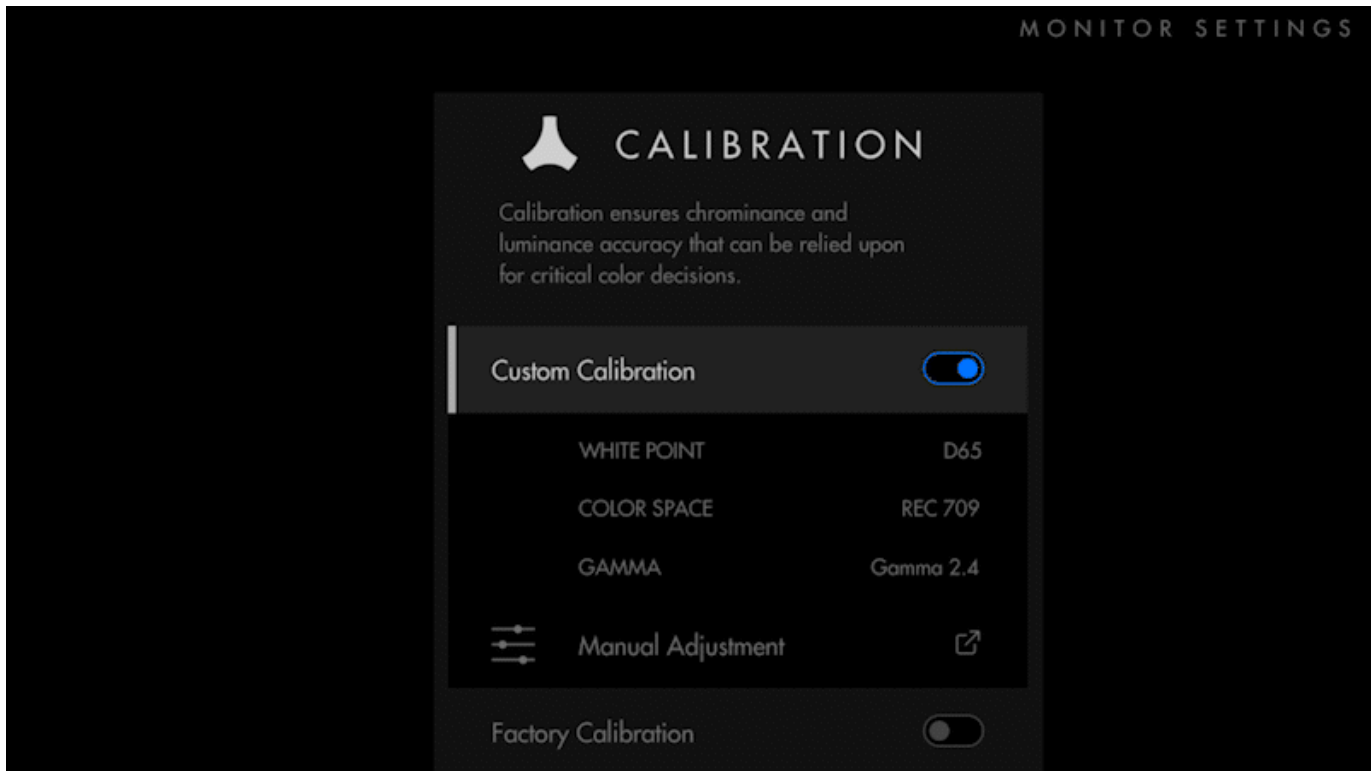 MONITOR SETTINGS
CALIBRATION
Calibration ensures chrominance and
luminance accuracy that can be relied upon
for critical color decisions.
Custom Calibration
WHITE POINT D65
COLOR SPACE REC 709
GAMMA Gamma 2.4
Manual Adjustment
Factory Calibration